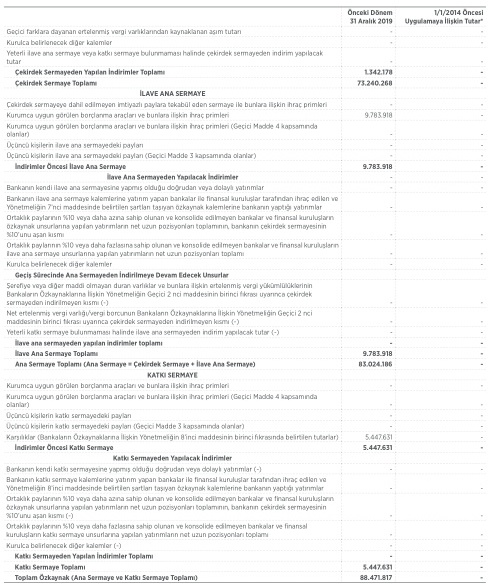 Önceki Dönem 1/1/2014 Öncesi
31 Aralık 2019 Uygulamaya İlişkin Tutar*
Geçici farklara dayanan ertelenmiş vergi varlıklarından kaynaklanan aşım tutarı - -
Kurulca belirlenecek diğer kalemler - -
Yeterli ilave ana sermaye veya katkı sermaye bulunmaması halinde çekirdek sermayeden indirim yapılacak
tutar - -
Çekirdek Sermayeden Yapılan İndirimler Toplamı 1.342.178 -
Çekirdek Sermaye Toplamı 73.240.268 -
İLAVE ANA SERMAYE
Çekirdek sermayeye dahil edilmeyen imtiyazlı paylara tekabül eden sermaye ile bunlara ilişkin ihraç primleri - -
Kurumca uygun görülen borçlanma araçları ve bunlara ilişkin ihraç primleri 9.783.918 -
Kurumca uygun görülen borçlanma araçları ve bunlara ilişkin ihraç primleri (Geçici Madde 4 kapsamında
olanlar) - -
Üçüncü kişilerin ilave ana sermayedeki payları - -
Üçüncü kişilerin ilave ana sermayedeki payları (Geçici Madde 3 kapsamında olanlar) - -
İndirimler Öncesi İlave Ana Sermaye 9.783.918 -
İlave Ana Sermayeden Yapılacak İndirimler - -
Bankanın kendi ilave ana sermayesine yapmış olduğu doğrudan veya dolaylı yatırımlar - -
Bankanın ilave ana sermaye kalemlerine yatırım yapan bankalar ile finansal kuruluşlar tarafından ihraç edilen ve
Yönetmeliğin 7'nci maddesinde belirtilen şartları taşıyan özkaynak kalemlerine bankanın yaptığı yatırımlar - -
Ortaklık paylarının %10 veya daha azına sahip olunan ve konsolide edilmeyen bankalar ve finansal kuruluşların
özkaynak unsurlarına yapılan yatırımların net uzun pozisyonları toplamının, bankanın çekirdek sermayesinin
%10'unu aşan kısmı - -
Ortaklık paylarının %10 veya daha fazlasına sahip olunan ve konsolide edilmeyen bankalar ve finansal kuruluşların
ilave ana sermaye unsurlarına yapılan yatırımların net uzun pozisyonları toplamı - -
Kurulca belirlenecek diğer kalemler - -
Geçiş Sürecinde Ana Sermayeden İndirilmeye Devam Edecek Unsurlar
Şerefiye veya diğer maddi olmayan duran varlıklar ve bunlara ilişkin ertelenmiş vergi yükümlülüklerinin
Bankaların Özkaynaklarına İlişkin Yönetmeliğin Geçici 2 nci maddesinin birinci fıkrası uyarınca çekirdek
sermayeden indirilmeyen kısmı (-) - -
Net ertelenmiş vergi varlığı/vergi borcunun Bankaların Özkaynaklarına İlişkin Yönetmeliğin Geçici 2 nci
maddesinin birinci fıkrası uyarınca çekirdek sermayeden indirilmeyen kısmı (-) - -
Yeterli katkı sermaye bulunmaması halinde ilave ana sermayeden indirim yapılacak tutar (-) - -
İlave ana sermayeden yapılan indirimler toplamı - -
İlave Ana Sermaye Toplamı 9.783.918 -
Ana Sermaye Toplamı (Ana Sermaye = Çekirdek Sermaye + İlave Ana Sermaye) 83.024.186 -
KATKI SERMAYE
Kurumca uygun görülen borçlanma araçları ve bunlara ilişkin ihraç primleri - -
Kurumca uygun görülen borçlanma araçları ve bunlara ilişkin ihraç primleri (Geçici Madde 4 kapsamında
olanlar) - -
Üçüncü kişilerin katkı sermayedeki payları - -
Üçüncü kişilerin katkı sermayedeki payları (Geçici Madde 3 kapsamında olanlar) - -
Karşılıklar (Bankaların Özkaynaklarına İlişkin Yönetmeliğin 8'inci maddesinin birinci fıkrasında belirtilen tutarlar) 5.447.631 -
İndirimler Öncesi Katkı Sermaye 5.447.631 -
Katkı Sermayeden Yapılacak İndirimler
Bankanın kendi katkı sermayesine yapmış olduğu doğrudan veya dolaylı yatırımlar (-) - -
Bankanın katkı sermaye kalemlerine yatırım yapan bankalar ile finansal kuruluşlar tarafından ihraç edilen ve
Yönetmeliğin 8'inci maddesinde belirtilen şartları taşıyan özkaynak kalemlerine bankanın yaptığı yatırımlar - -
Ortaklık paylarının %10 veya daha azına sahip olunan ve konsolide edilmeyen bankalar ve finansal kuruluşların
özkaynak unsurlarına yapılan yatırımların net uzun pozisyonları toplamının, bankanın çekirdek sermayesinin
%10'unu aşan kısmı (-) - -
Ortaklık paylarının %10 veya daha fazlasına sahip olunan ve konsolide edilmeyen bankalar ve finansal
kuruluşların katkı sermaye unsurlarına yapılan yatırımların net uzun pozisyonları toplamı - -
Kurulca belirlenecek diğer kalemler (-) - -
Katkı Sermayeden Yapılan İndirimler Toplamı - -
Katkı Sermaye Toplamı 5.447.631 -
Toplam Özkaynak (Ana Sermaye ve Katkı Sermaye Toplamı) 88.471.817 -